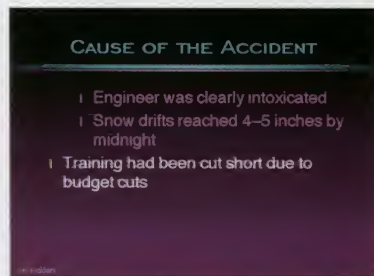 CAUSE OF THE ACCIDENT
ı Engineer was clearly intoxicated
ı Snow drifts reached 4–5 inches by
midnight
ı Training had been cut short due to
budget cuts